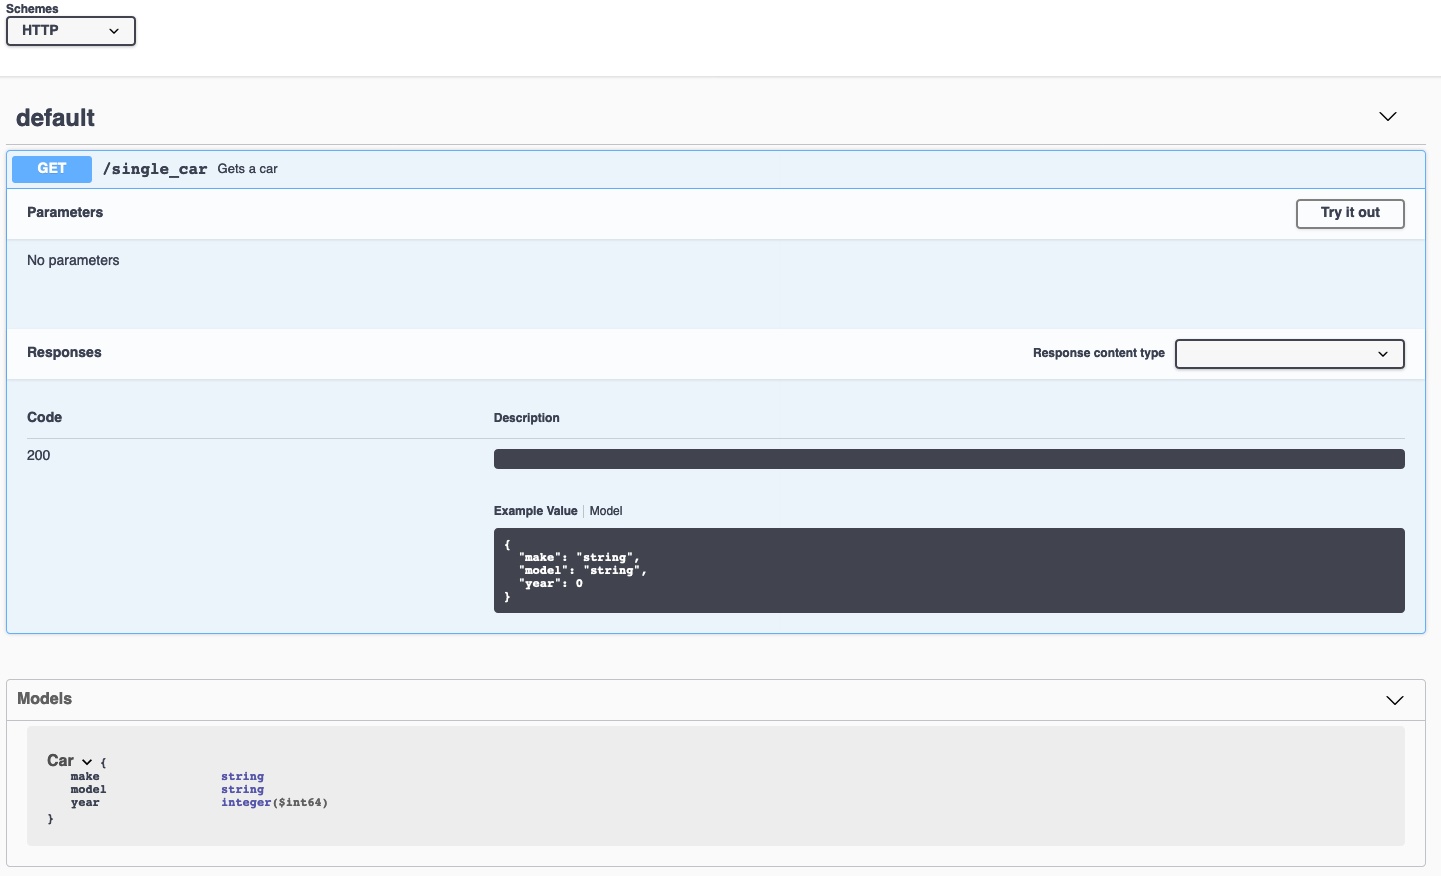 Schemes
HTTP
default
GET /single_car Gets a car
Parameters
Try it out
No parameters
Responses
Response content type
Code Description
200
Example Value Model
{
"make": "string",
"model": "string",
"year": 0
}
Models
Car {
make string
model string
year integer($int64)
}